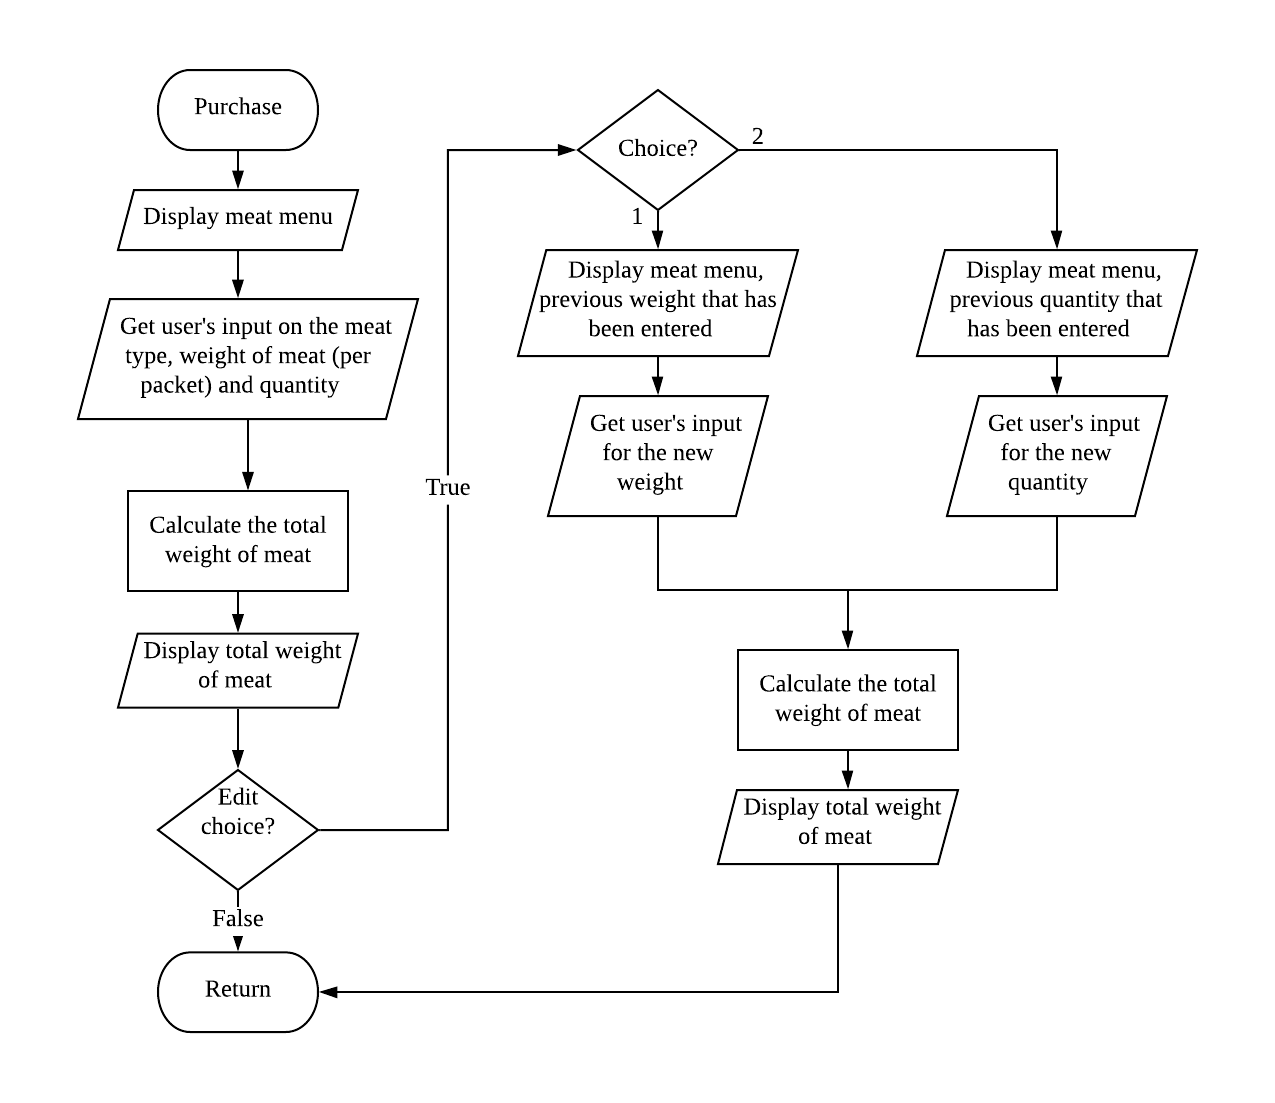 Purchase
Display meat menu
Get user's input on the meat
type, weight of meat (per
packet) and quantity
Calculate the total
weight of meat
Display total weight
of meat
Edit
choice?
False
Return
True
Choice?
1
2
Display meat menu,
previous weight that has
been entered
Get user's input
for the new
weight
Display meat menu,
previous quantity that
has been entered
Get user's input
for the new
quantity
Calculate the total
weight of meat
Display total weight
of meat